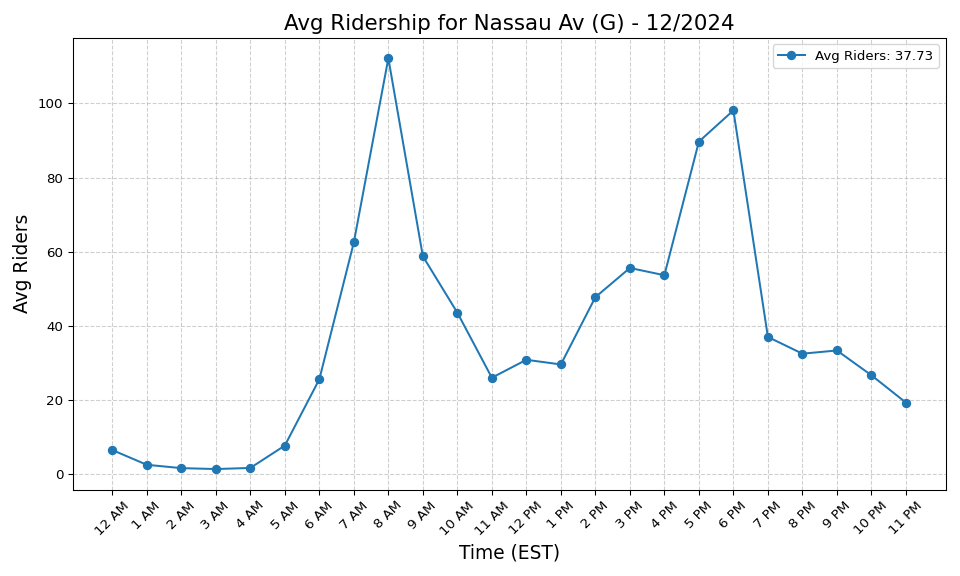 Avg Ridership for Nassau Av (G) - 12/2024
Avg Riders: 37.73
Avg Riders
100
80
60
40
20
0
12 AM
1 AM
2 AM
3 AM
4 AM
5 AM
6 AM
7 AM
8 AM
9 AM
10 AM
11 AM
12 PM
1 PM
2 PM
3 PM
4 PM
5 PM
6 PM
7 PM
8 PM
9 PM
10 PM
11 PM
Time (EST)